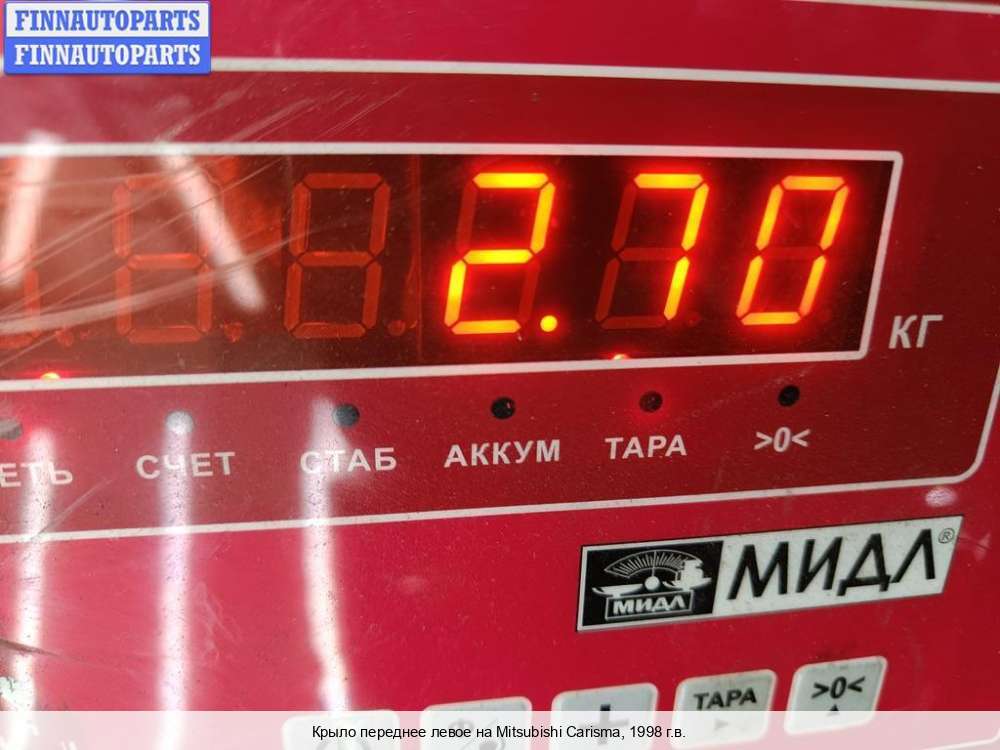 FINNAUTOPARTS
FINNAUTOPARTS
2.70
КГ
СЧЕТ СТАБ АККУМ ТАРА >0<
МИДЛ МИДЛ®
+ ТАРА >0<
Крыло переднее левое на Mitsubishi Carisma, 1998 г.в.